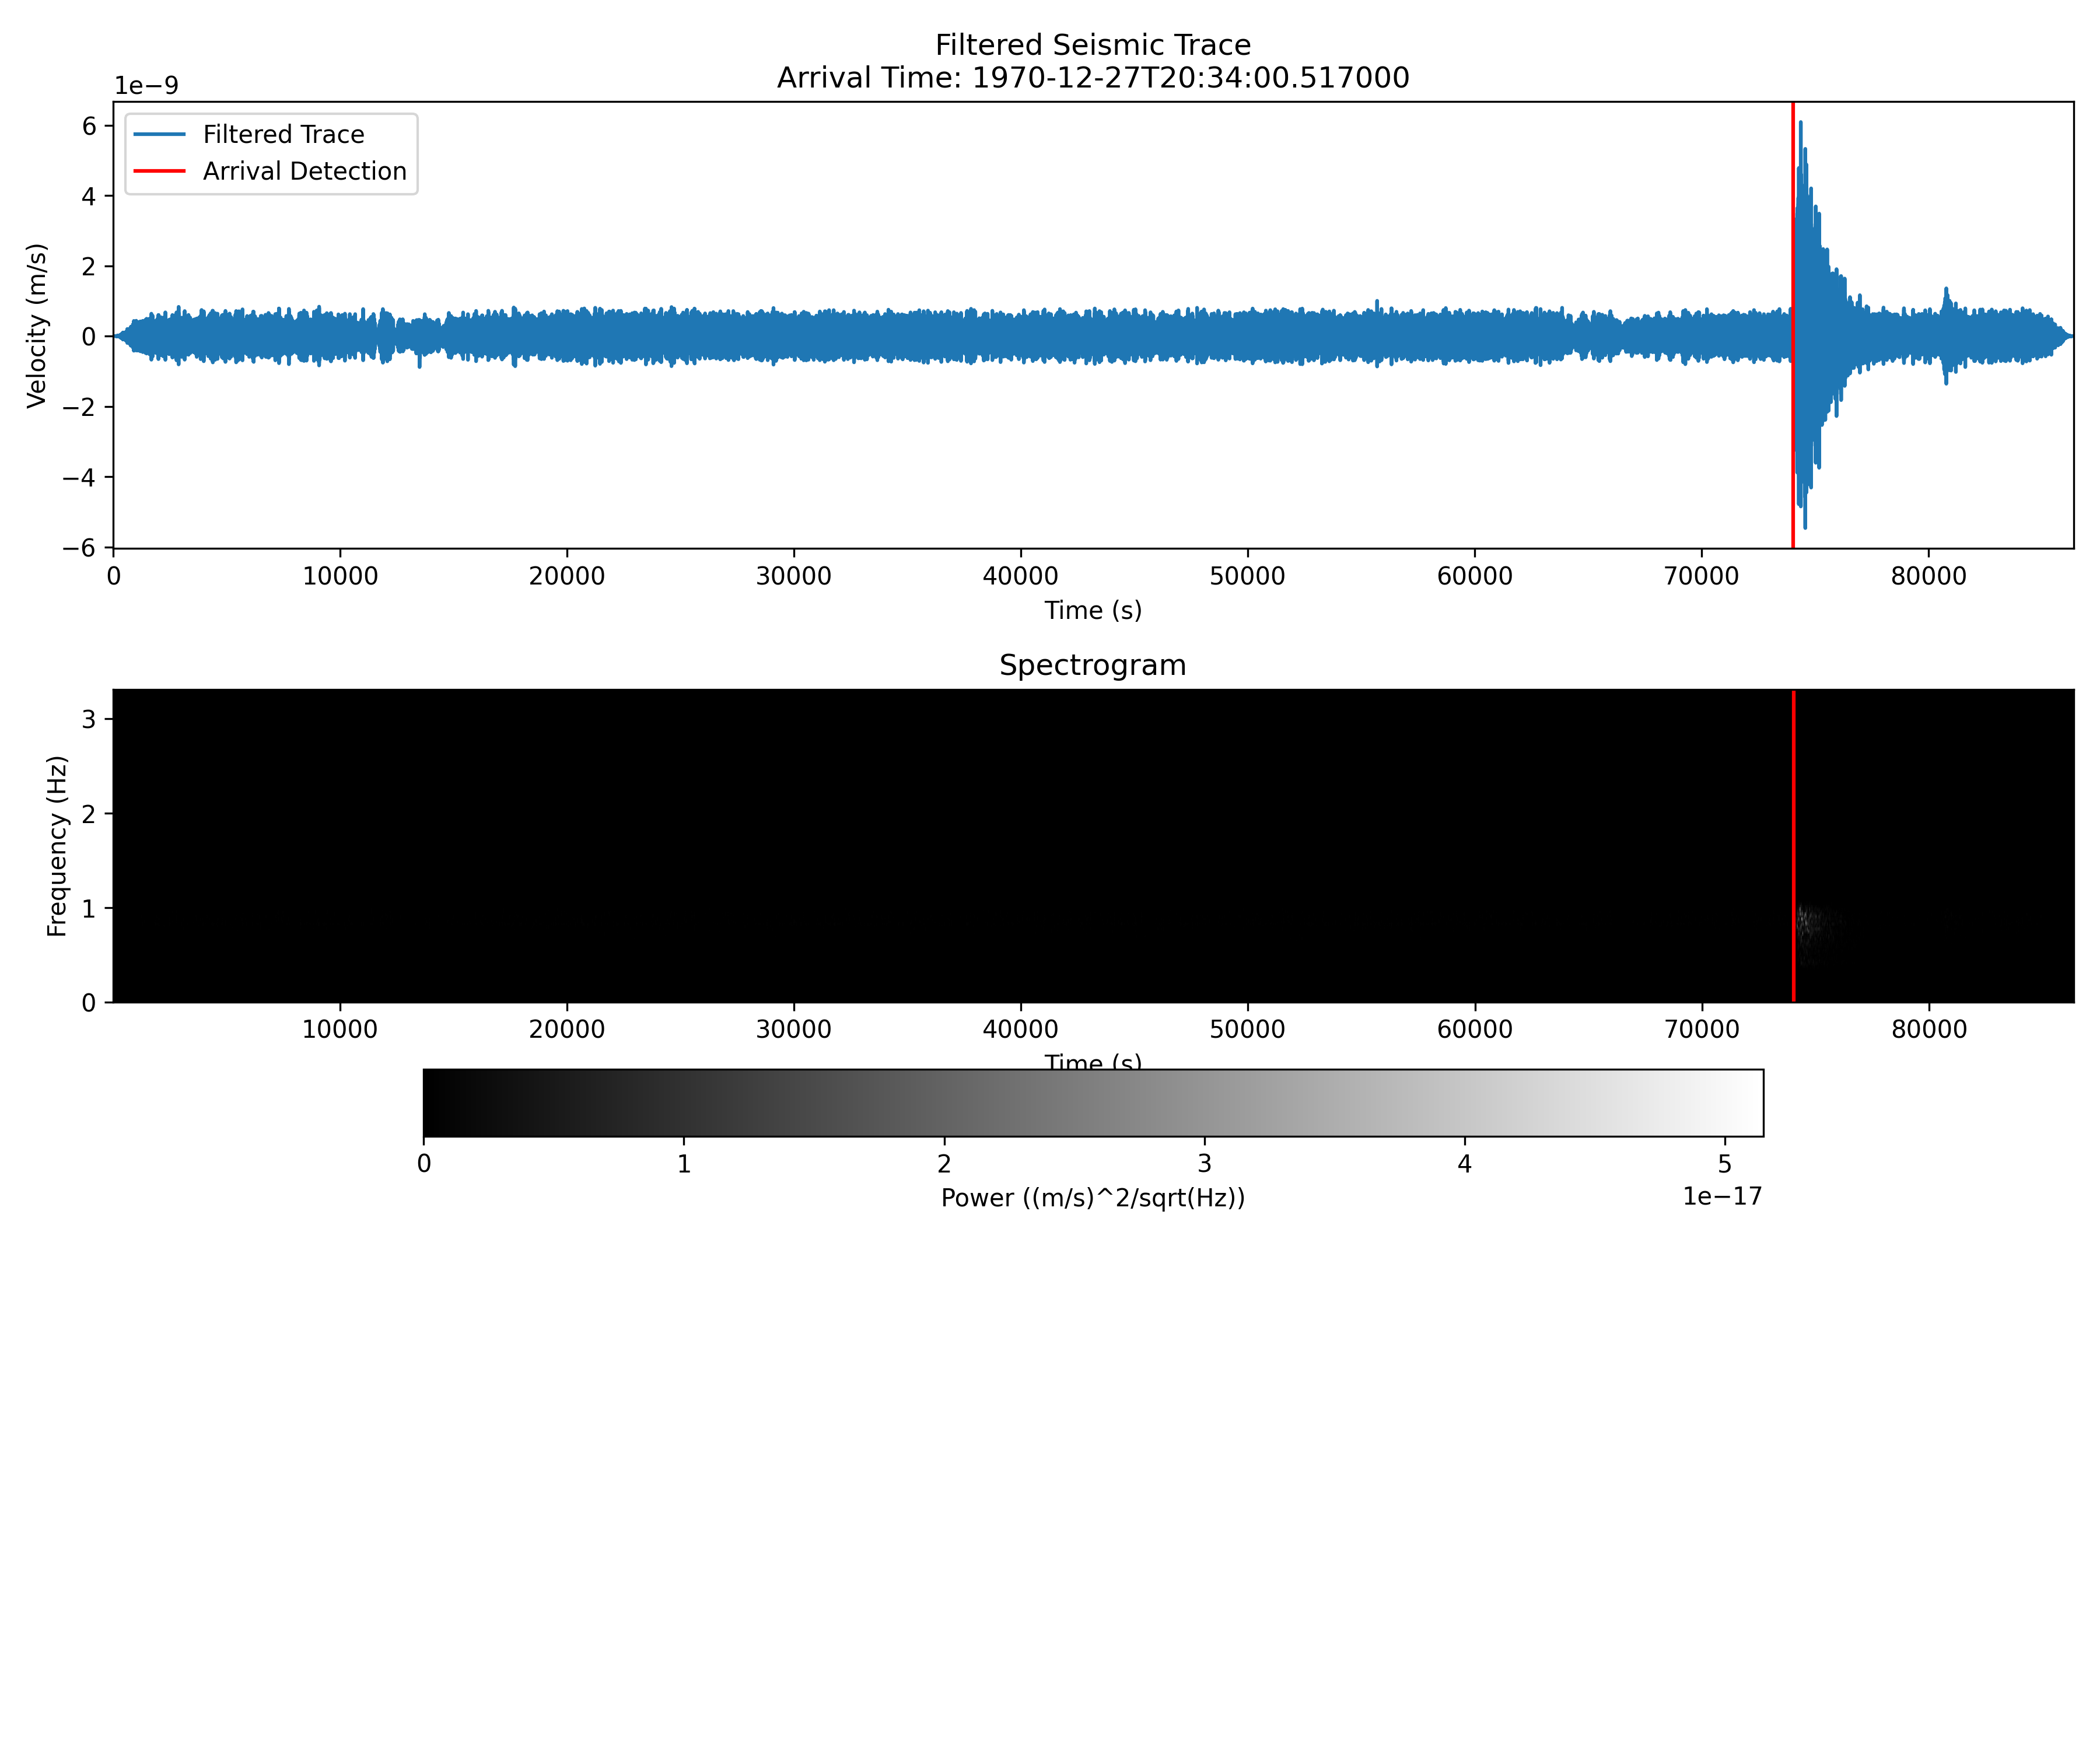 Filtered Seismic Trace
Arrival Time: 1970-12-27T20:34:00.517000
1e−9
Filtered Trace
Arrival Detection
6
4
2
0
−2
−4
−6
Velocity (m/s)
0 10000 20000 30000 40000 50000 60000 70000 80000
Time (s)
Spectrogram
3
2
1
0
Frequency (Hz)
10000 20000 30000 40000 50000 60000 70000 80000
Time (s)
0 1 2 3 4 5
1e−17
Power ((m/s)^2/sqrt(Hz))